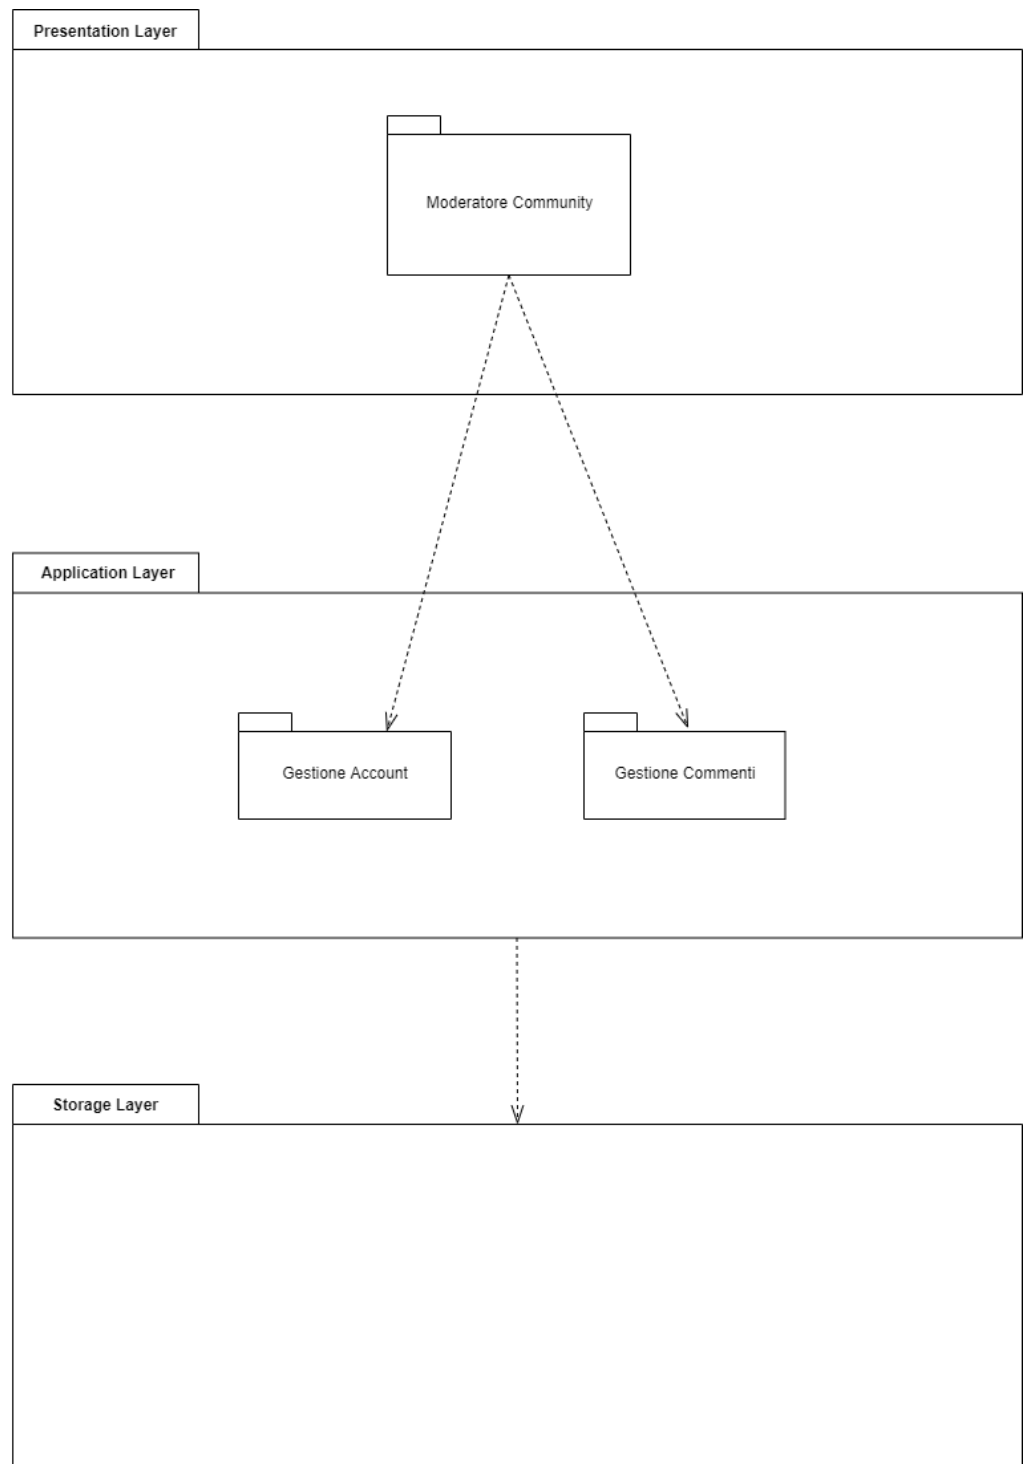 Presentation Layer
Moderatore Community
Application Layer
Gestione Account
Gestione Commenti
Storage Layer